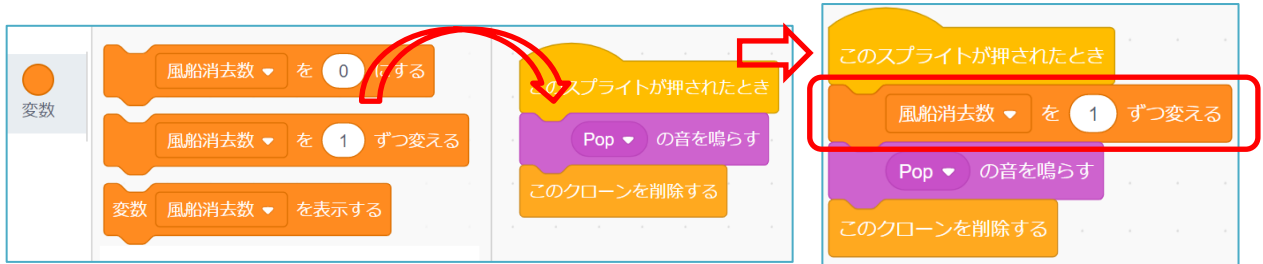 変数
風船消去数 を 0 にする
風船消去数 を 1 ずつ変える
変数 風船消去数 を表示する
このスプライトが押されたとき
Pop の音を鳴らす
このクローンを削除する
このスプライトが押されたとき
風船消去数 を 1 ずつ変える
Pop の音を鳴らす
このクローンを削除する